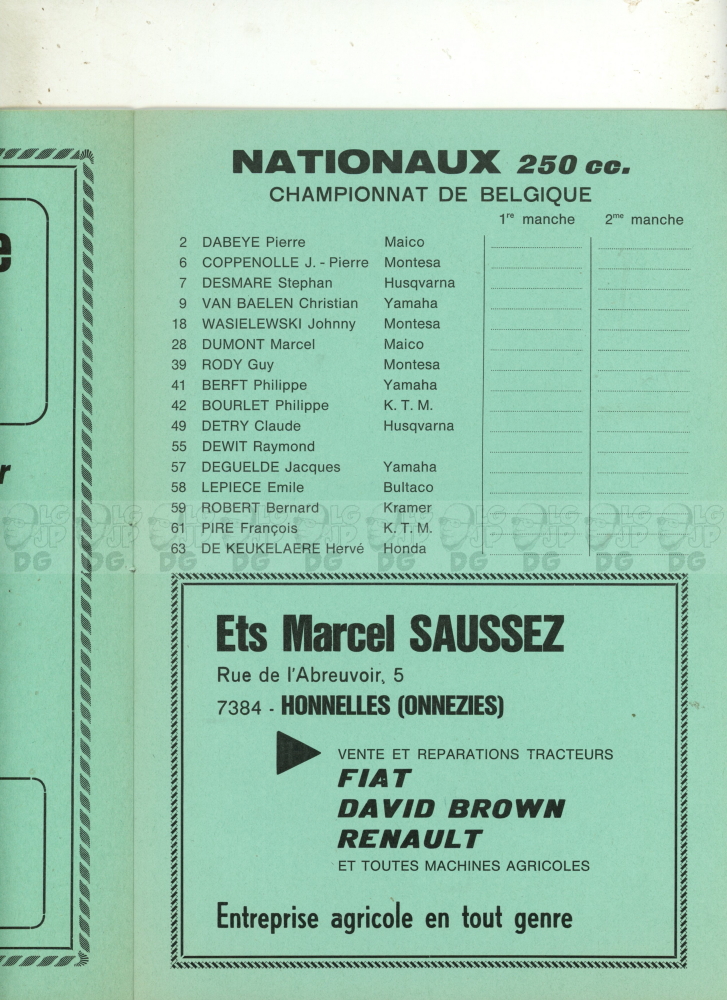 NATIONAUX 250 cc.
CHAMPIONNAT DE BELGIQUE
1re manche 2me manche
2 DABEYE Pierre Maico
6 COPPENOLLE J. - Pierre Montesa
7 DESMARE Stephan Husqvarna
9 VAN BAELEN Christian Yamaha
18 WASIELEWSKI Johnny Montesa
28 DUMONT Marcel Maico
39 RODY Guy Montesa
41 BERFT Philippe Yamaha
42 BOURLET Philippe K. T. M.
49 DETRY Claude Husqvarna
55 DEWIT Raymond
57 DEGUELDE Jacques Yamaha
58 LEPIECE Emile Bultaco
59 ROBERT Bernard Kramer
61 PIRE François K. T. M.
63 DE KEUKELAERE Hervé Honda
Ets Marcel SAUSSEZ
Rue de l'Abreuvoir, 5
7384 - HONNELLES (ONNEZIES)
VENTE ET REPARATIONS TRACTEURS
FIAT
DAVID BROWN
RENAULT
ET TOUTES MACHINES AGRICOLES
Entreprise agricole en tout genre